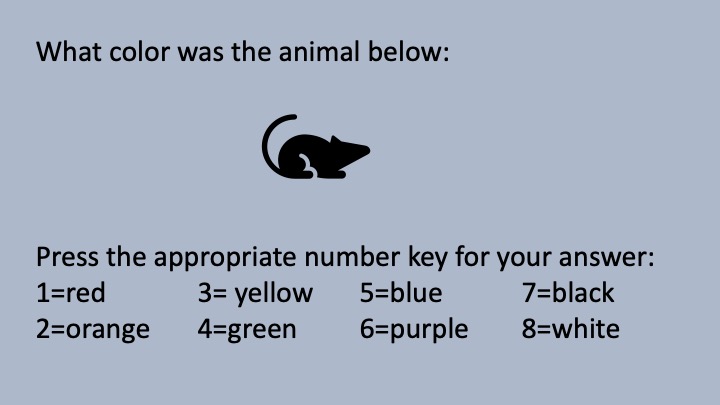 What color was the animal below:
Press the appropriate number key for your answer:
1=red 3= yellow 5=blue 7=black
2=orange 4=green 6=purple 8=white